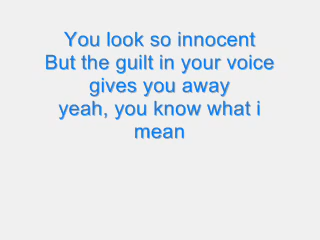 You look so innocent
But the guilt in your voice
gives you away
yeah, you know what i
mean